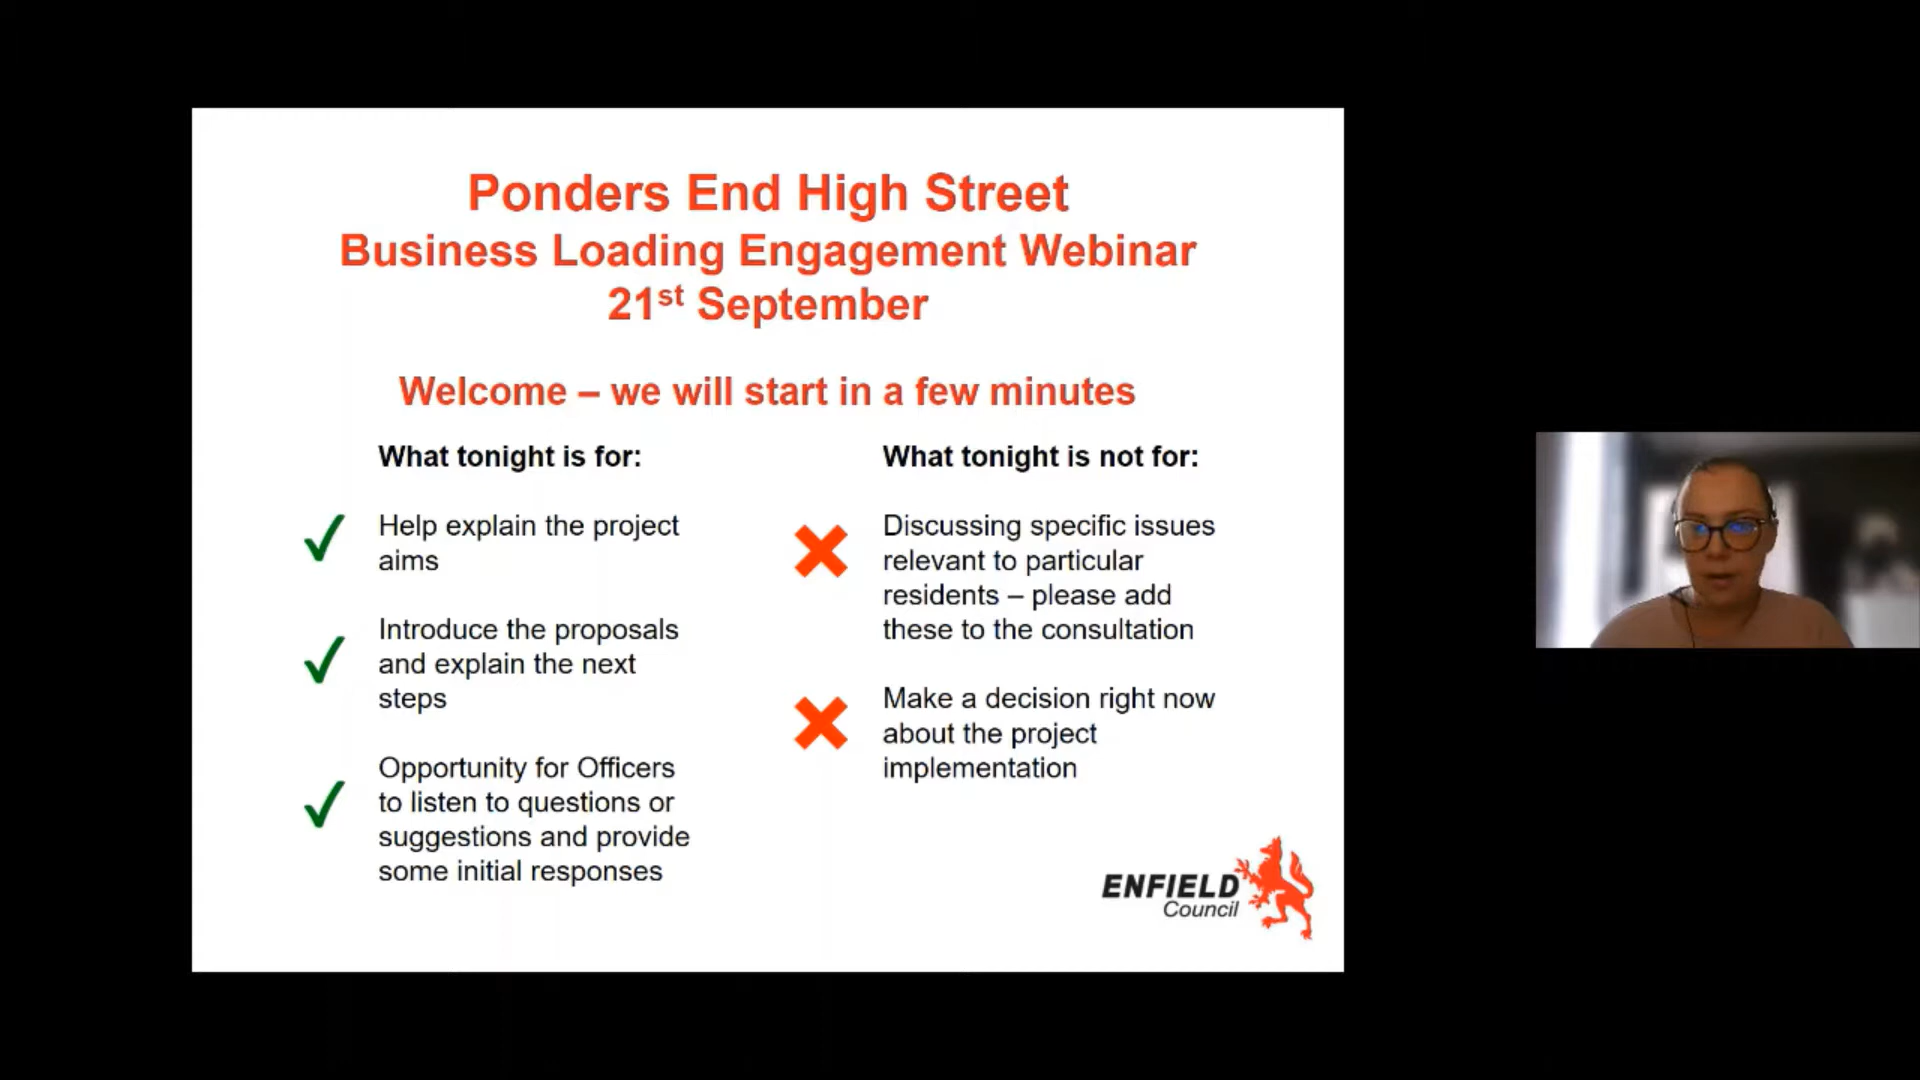 Ponders End High Street
Business Loading Engagement Webinar
21st September
Welcome – we will start in a few minutes
What tonight is for:
Help explain the project
aims
Introduce the proposals
and explain the next
steps
Opportunity for Officers
to listen to questions or
suggestions and provide
some initial responses
What tonight is not for:
Discussing specific issues
relevant to particular
residents – please add
these to the consultation
Make a decision right now
about the project
implementation
ENFIELD
Council